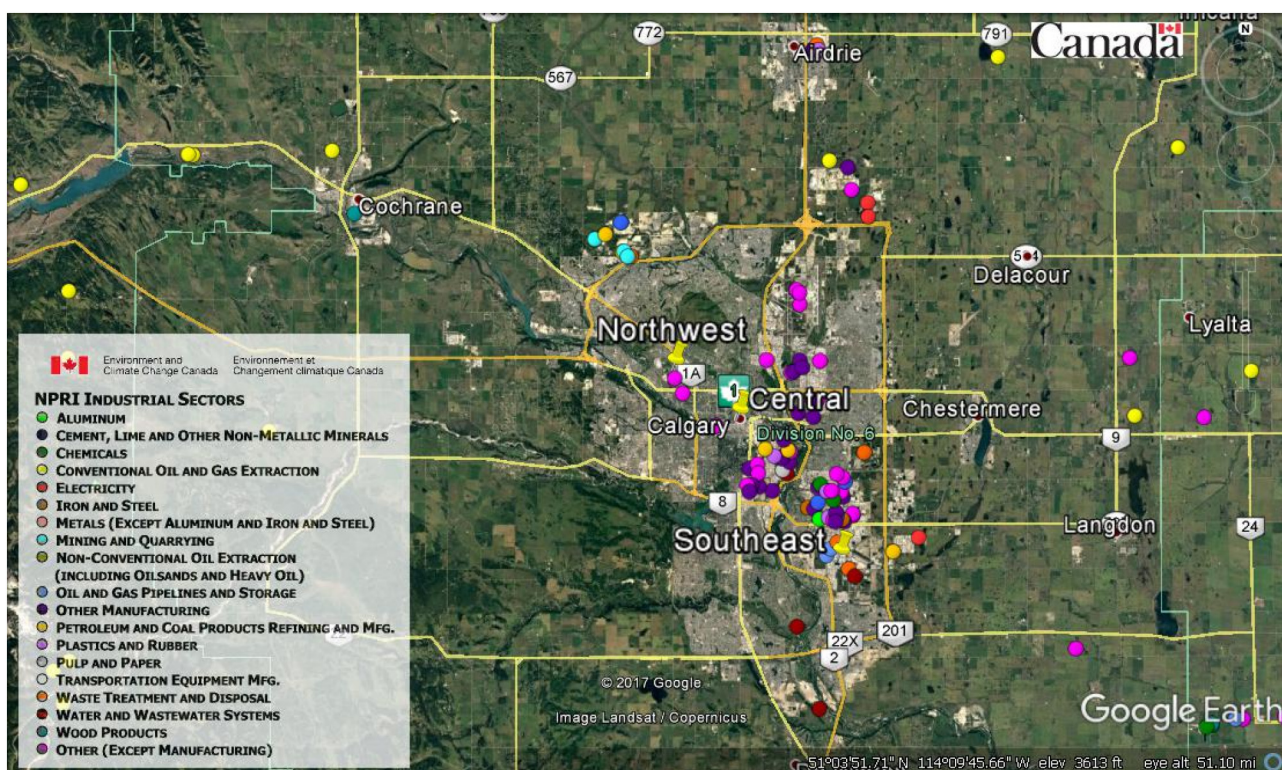 Irricana
772
791
Canada
N
Airdrie
567
Cochrane
Delacour
Lyalta
Northwest
1A
1
Central
Calgary
Chestermere
Division No. 6
9
8
Southeast
Langdon
24
201
22X
2
Environment and
Climate Change Canada
Environnement et
Changement climatique Canada
NPRI INDUSTRIAL SECTORS
ALUMINUM
CEMENT, LIME AND OTHER NON-METALLIC MINERALS
CHEMICALS
CONVENTIONAL OIL AND GAS EXTRACTION
ELECTRICITY
IRON AND STEEL
METALS (EXCEPT ALUMINUM AND IRON AND STEEL)
MINING AND QUARRYING
NON-CONVENTIONAL OIL EXTRACTION
(INCLUDING OILSANDS AND HEAVY OIL)
OIL AND GAS PIPELINES AND STORAGE
OTHER MANUFACTURING
PETROLEUM AND COAL PRODUCTS REFINING AND MFG.
PLASTICS AND RUBBER
PULP AND PAPER
TRANSPORTATION EQUIPMENT MFG.
WASTE TREATMENT AND DISPOSAL
WATER AND WASTEWATER SYSTEMS
WOOD PRODUCTS
OTHER (EXCEPT MANUFACTURING)
© 2017 Google
Image Landsat / Copernicus
Google Earth
51°03'51.71" N 114°09'45.66" W elev 3613 ft eye alt 51.10 mi